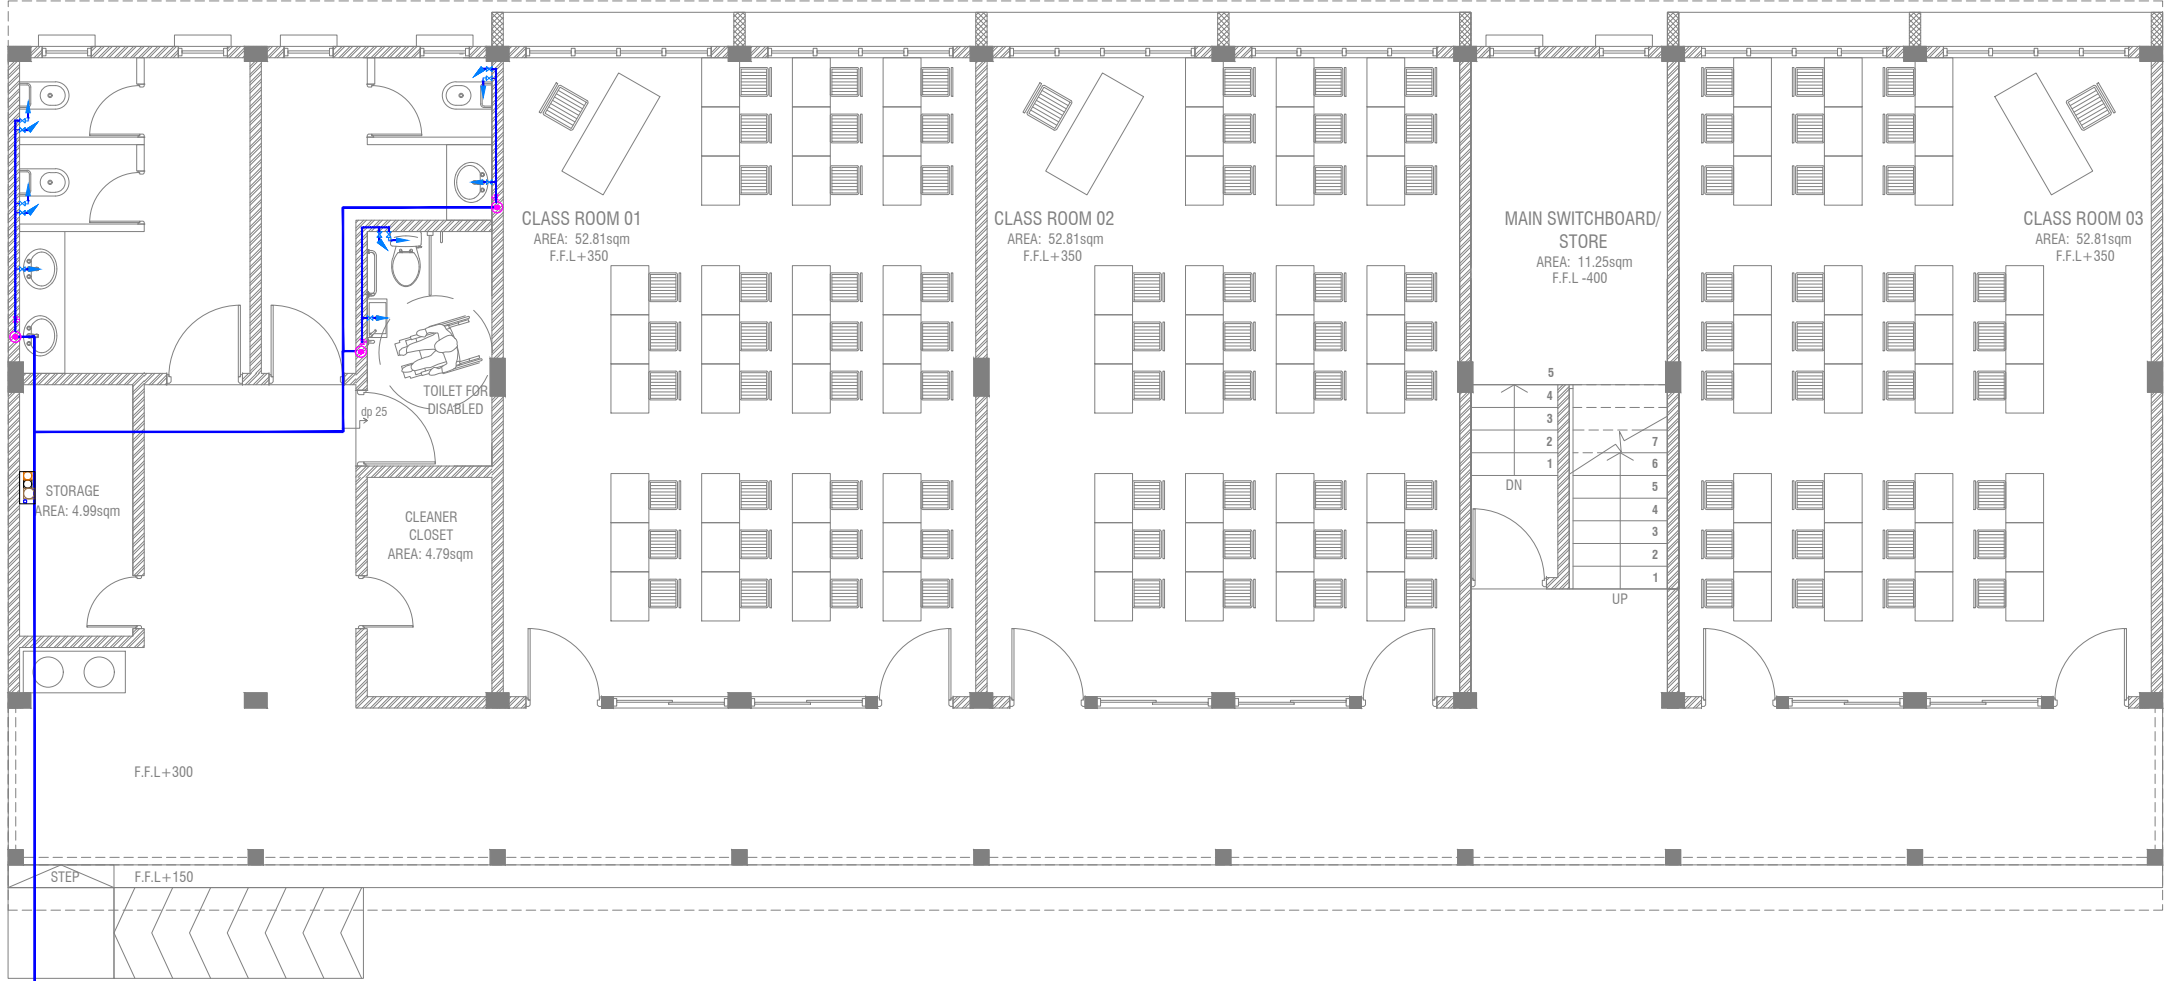 CLASS ROOM 01
AREA: 52.81sqm
F.F.L+350
CLASS ROOM 02
AREA: 52.81sqm
F.F.L+350
MAIN SWITCHBOARD/
STORE
AREA: 11.25sqm
F.F.L -400
CLASS ROOM 03
AREA: 52.81sqm
F.F.L+350
TOILET FOR
DISABLED
dp 25
5
4
3
2
1
DN
7
6
5
4
3
2
1
UP
STORAGE
AREA: 4.99sqm
CLEANER
CLOSET
AREA: 4.79sqm
F.F.L+300
STEP
F.F.L+150